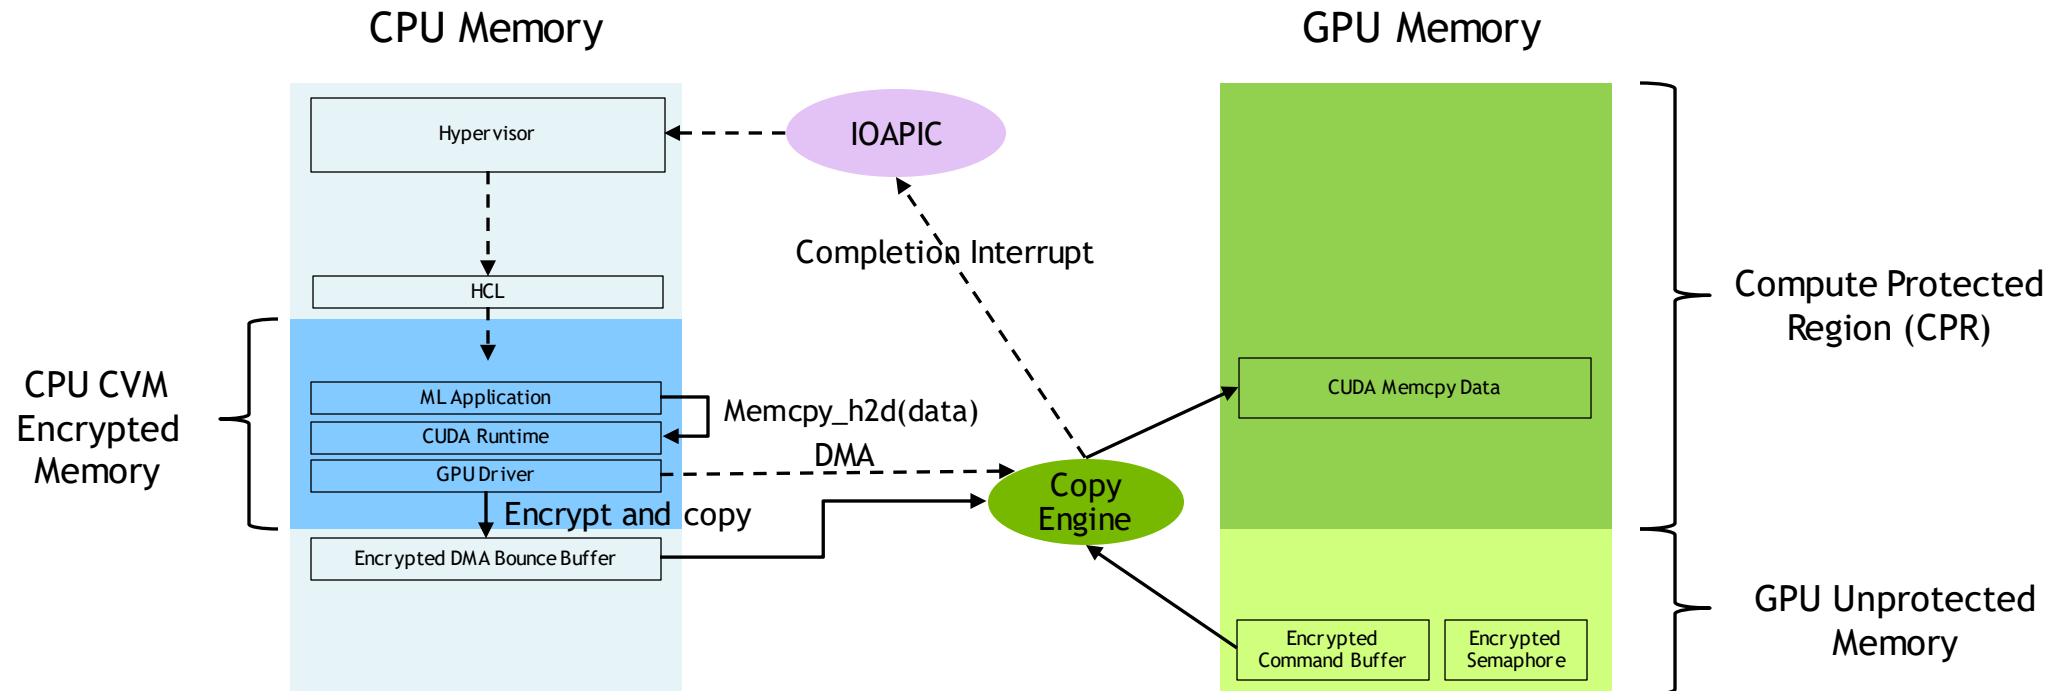 CPU Memory
GPU Memory
Hypervisor
IOAPIC
Completion Interrupt
HCL
Compute Protected
Region (CPR)
CPU CVM
Encrypted
Memory
ML Application
Memcpy_h2d(data)
CUDA Runtime
DMA
GPU Driver
CUDA Memcpy Data
Copy
Engine
Encrypt and copy
Encrypted DMA Bounce Buffer
GPU Unprotected
Memory
Encrypted
Command Buffer
Encrypted
Semaphore